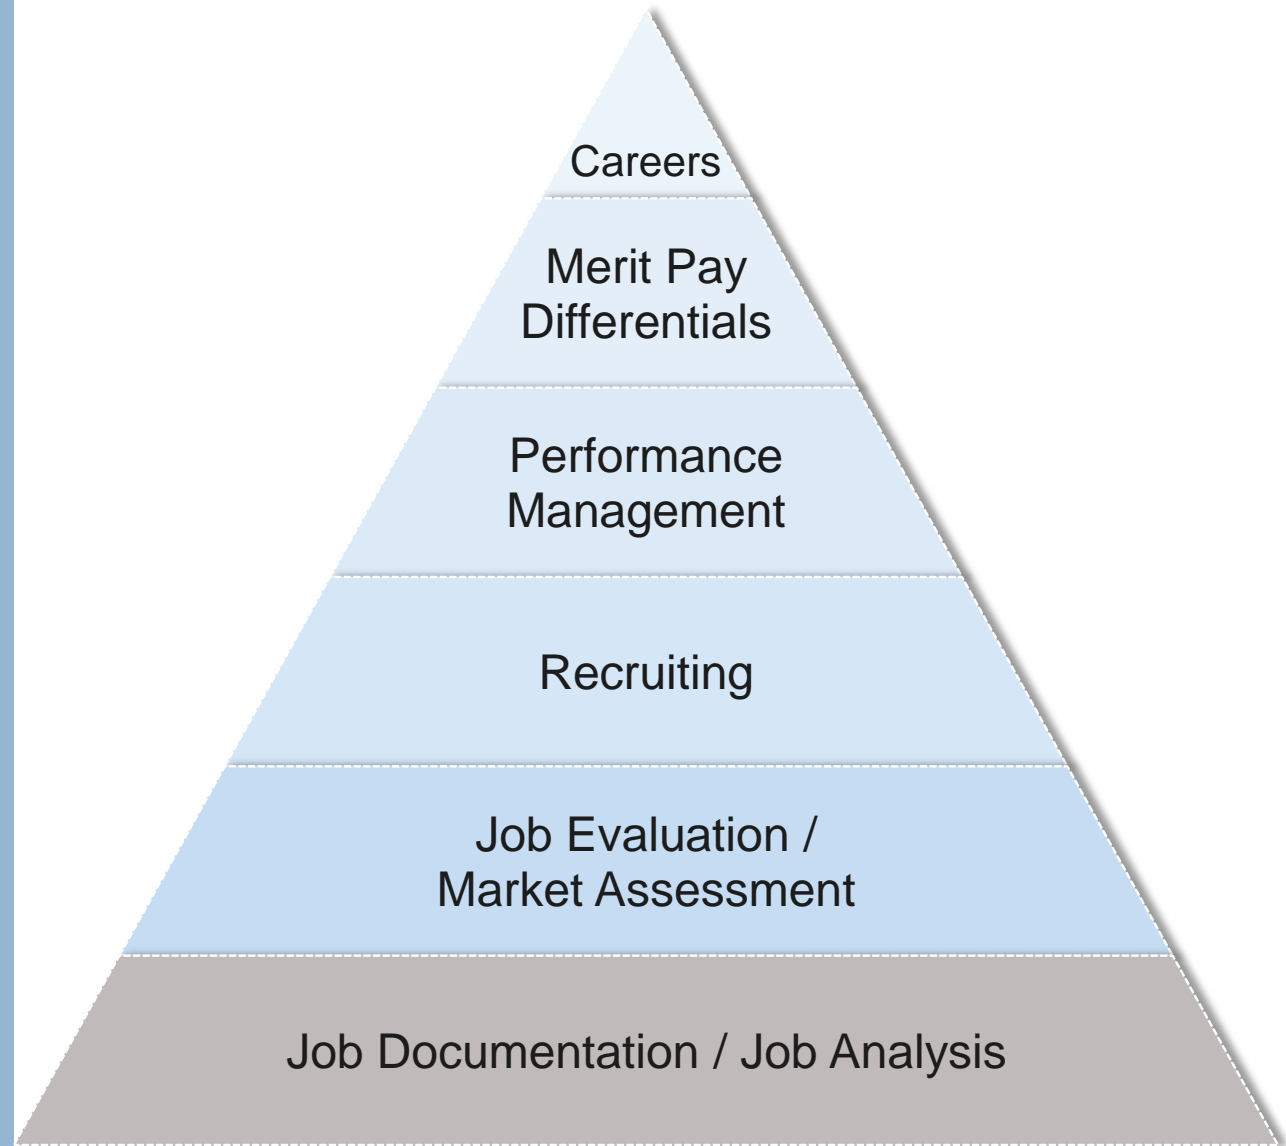 Careers
Merit Pay
Differentials
Performance
Management
Recruiting
Job Evaluation /
Market Assessment
Job Documentation / Job Analysis